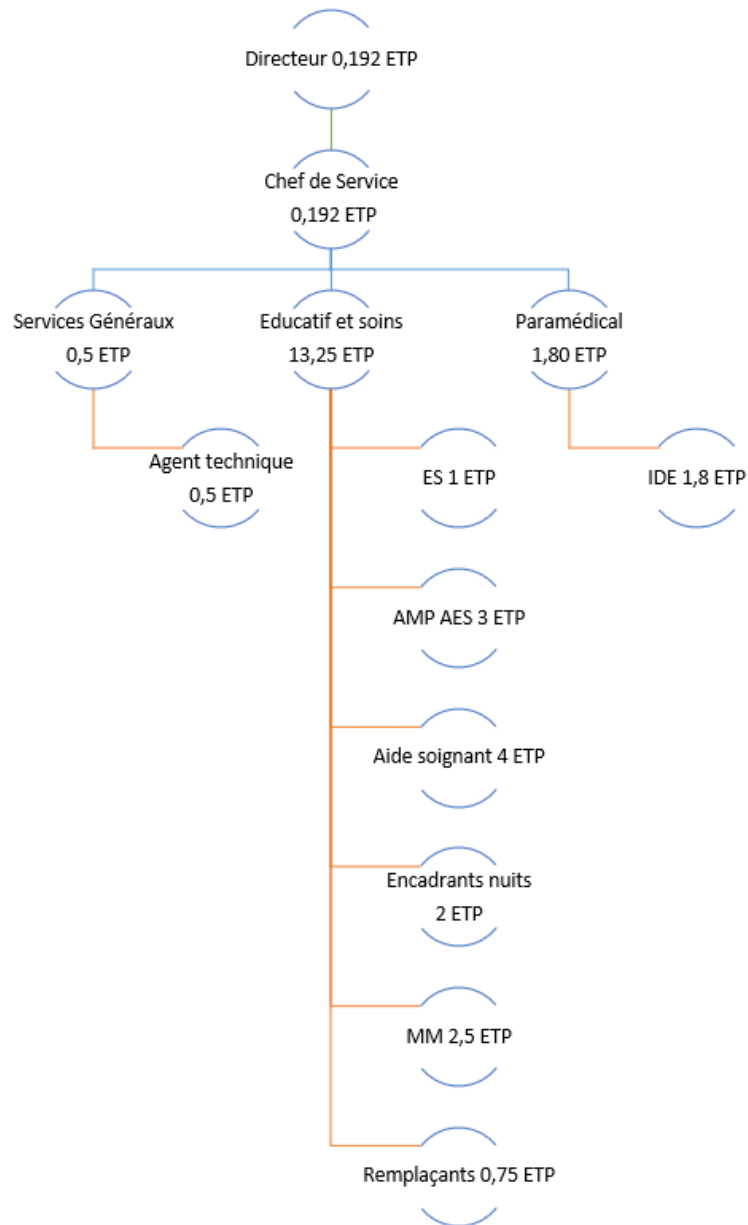 Directeur 0,192 ETP
Chef de Service
0,192 ETP
Services Généraux
0,5 ETP
Educatif et soins
13,25 ETP
Paramédical
1,80 ETP
Agent technique
0,5 ETP
ES 1 ETP
IDE 1,8 ETP
AMP AES 3 ETP
Aide soignant 4 ETP
Encadrants nuits
2 ETP
MM 2,5 ETP
Remplaçants 0,75 ETP